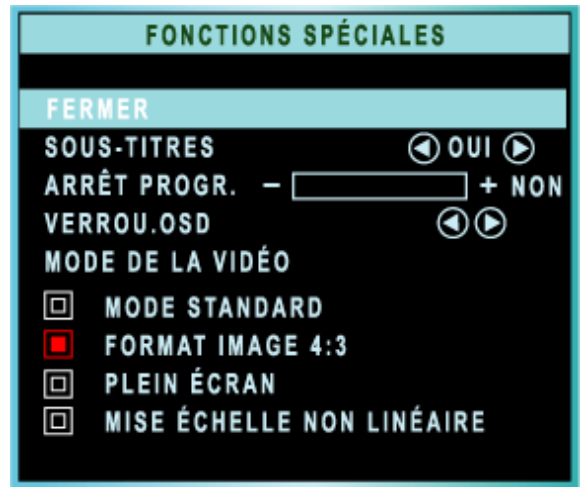 FONCTIONS SPÉCIALES
FERMER
SOUS-TITRES OUI
ARRÊT PROGR. – + NON
VERROU.OSD
MODE DE LA VIDÉO
MODE STANDARD
FORMAT IMAGE 4:3
PLEIN ÉCRAN
MISE ÉCHELLE NON LINÉAIRE